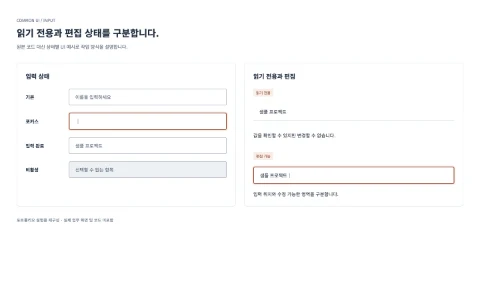 COMMON UI / INPUT
읽기 전용과 편집 상태를 구분합니다.
입력 상태
기본
이름을 입력하세요
포커스
입력 완료
샘플 프로젝트
비활성
선택할 수 없는 항목
읽기 전용과 편집
읽기 전용
샘플 프로젝트
값을 확인할 수 있지만 변경할 수 없습니다.
편집 가능
샘플 프로젝트
입력 위치와 수정 가능한 영역을 구분합니다.